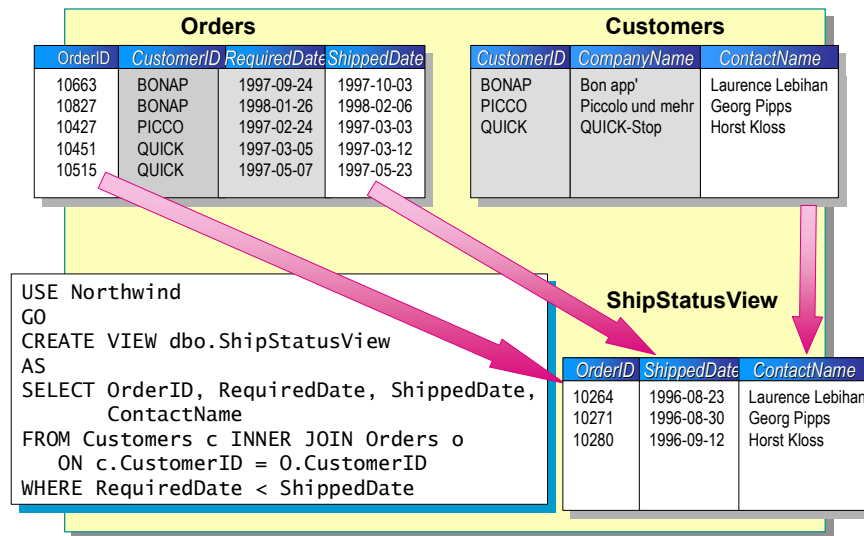 Orders
Customers
OrderID CustomerID RequiredDate ShippedDate
10663 BONAP 1997-09-24 1997-10-03
10827 BONAP 1998-01-26 1998-02-06
10427 PICCO 1997-02-24 1997-03-03
10451 QUICK 1997-03-05 1997-03-12
10515 QUICK 1997-05-07 1997-05-23
CustomerID CompanyName ContactName
BONAP Bon app' Laurence Lebihan
PICCO Piccolo und mehr Georg Pipps
QUICK QUICK-Stop Horst Kloss
USE Northwind
GO
CREATE VIEW dbo.ShipStatusView
AS
SELECT OrderID, RequiredDate, ShippedDate,
ContactName
FROM Customers c INNER JOIN Orders o
ON c.CustomerID = O.CustomerID
WHERE RequiredDate < ShippedDate
ShipStatusView
OrderID ShippedDate ContactName
10264 1996-08-23 Laurence Lebihan
10271 1996-08-30 Georg Pipps
10280 1996-09-12 Horst Kloss